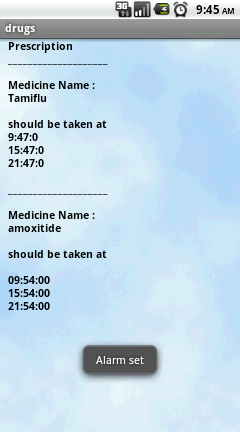 3G
9:45 AM
drugs
Prescription
____________________
Medicine Name :
Tamiflu
should be taken at
9:47:0
15:47:0
21:47:0
____________________
Medicine Name :
amoxitide
should be taken at
09:54:00
15:54:00
21:54:00
Alarm set